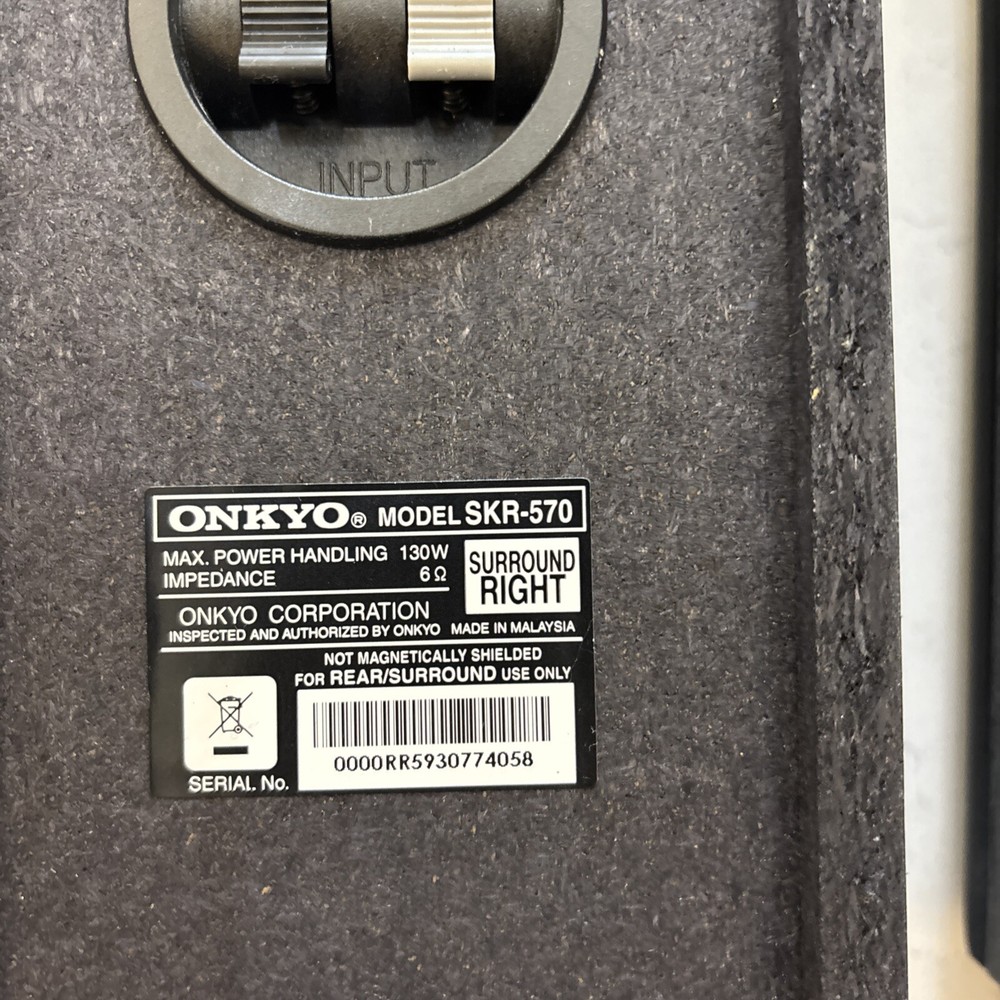 INPUT
ONKYO® MODEL SKR-570
MAX. POWER HANDLING 130W
IMPEDANCE 6Ω
SURROUND
RIGHT
ONKYO CORPORATION
INSPECTED AND AUTHORIZED BY ONKYO MADE IN MALAYSIA
NOT MAGNETICALLY SHIELDED
FOR REAR/SURROUND USE ONLY
0000RR5930774058
SERIAL No.